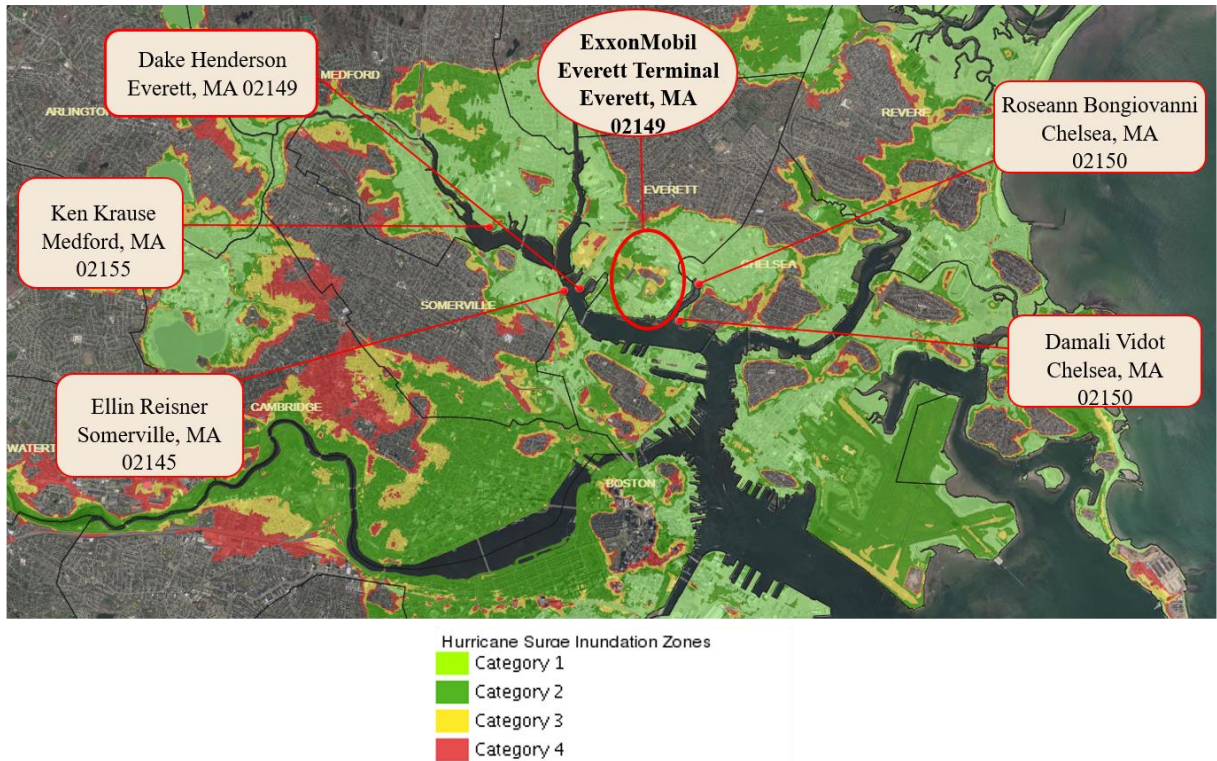 Dake Henderson
Everett, MA 02149
ExxonMobil
Everett Terminal
Everett, MA
02149
Roseann Bongiovanni
Chelsea, MA
02150
Ken Krause
Medford, MA
02155
Ellin Reisner
Somerville, MA
02145
Damali Vidot
Chelsea, MA
02150
MEDFORD
ARLINGTO
REVERE
EVERETT
CHELSEA
SOMERVILLE
CAMBRIDGE
WATERT
BOSTON
Hurricane Surge Inundation Zones
Category 1
Category 2
Category 3
Category 4